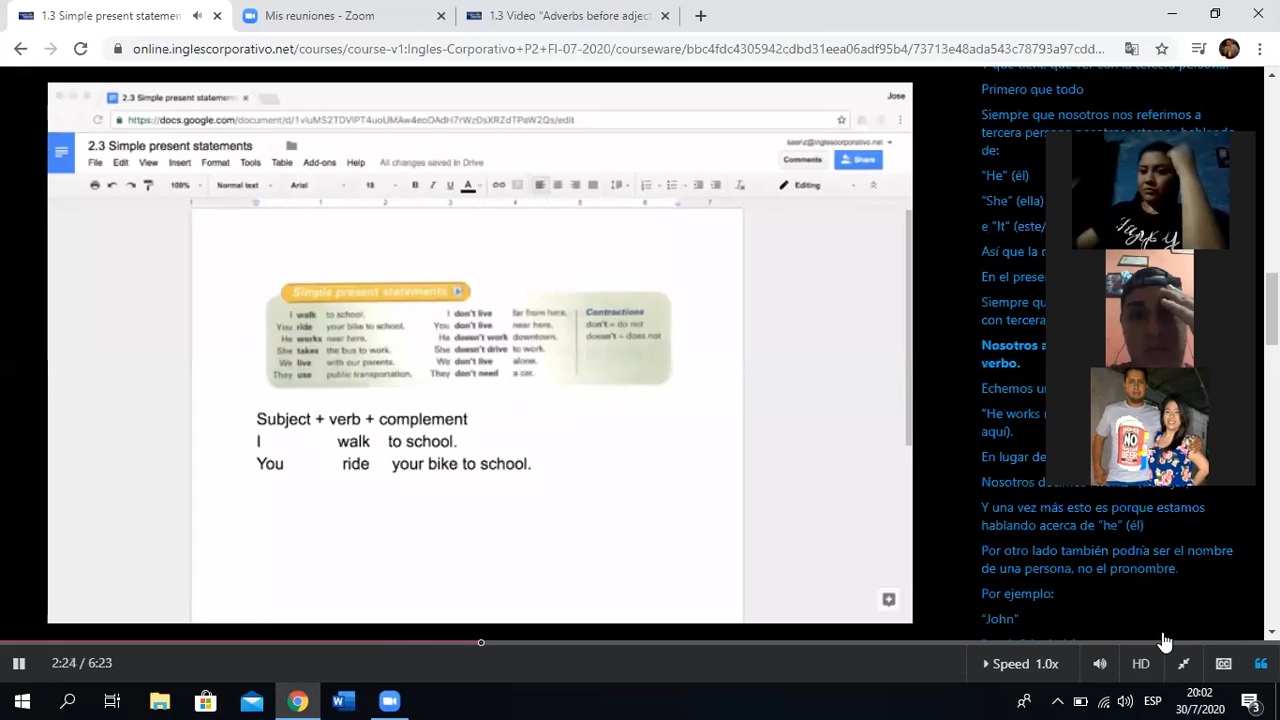 1.3 Simple present statemen
Mis reuniones - Zoom
1.3 Video "Adverbs before adject
online.inglescorporativo.net/courses/course-v1:Ingles-Corporativo+P2+FI-07-2020/courseware/bbc4fdc4305942cdbd31eea06adf95b4/73713e48ada543c78793a97cdd...
2.3 Simple present statemen
Jose
2.3 Simple present statements
saenz@inglescorporativo.net
File Edit View Insert Format Tools Table Add-ons Help All changes saved in Drive
Comments
Share
100% Normal text Arial 18 B I U A Editing
Simple present statements
I walk to school.
You ride your bike to school.
He works near here.
She takes the bus to work.
We live with our parents.
They use public transportation.
I don't live far from here.
You don't live near here.
He doesn't work downtown.
She doesn't drive to work.
We don't live alone.
They don't need a car.
Contractions
don't = do not
doesn't = does not
Subject + verb + complement
I walk to school.
You ride your bike to school.
Primero que todo
Siempre que nosotros nos referimos a
tercera persona nosotros estamos hablando
de:
"He" (él)
"She" (ella)
e "It" (este/
Así que la
En el prese
Siempre qu
con tercera
Nosotros a
verbo.
Echemos un
"He works
aquí).
En lugar de
Y una vez más esto es porque estamos
hablando acerca de "he" (él)
Por otro lado también podría ser el nombre
de una persona, no el pronombre.
Por ejemplo:
"John"
2:24 / 6:23
Speed 1.0x
HD
ESP
20:02
30/7/2020
3